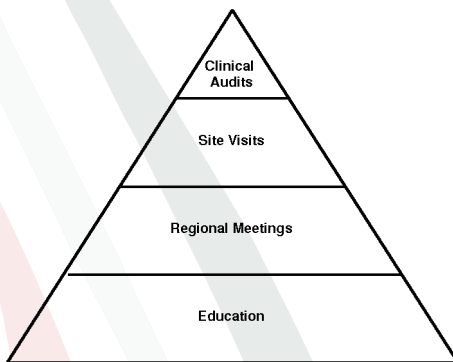 Clinical
Audits
Site Visits
Regional Meetings
Education